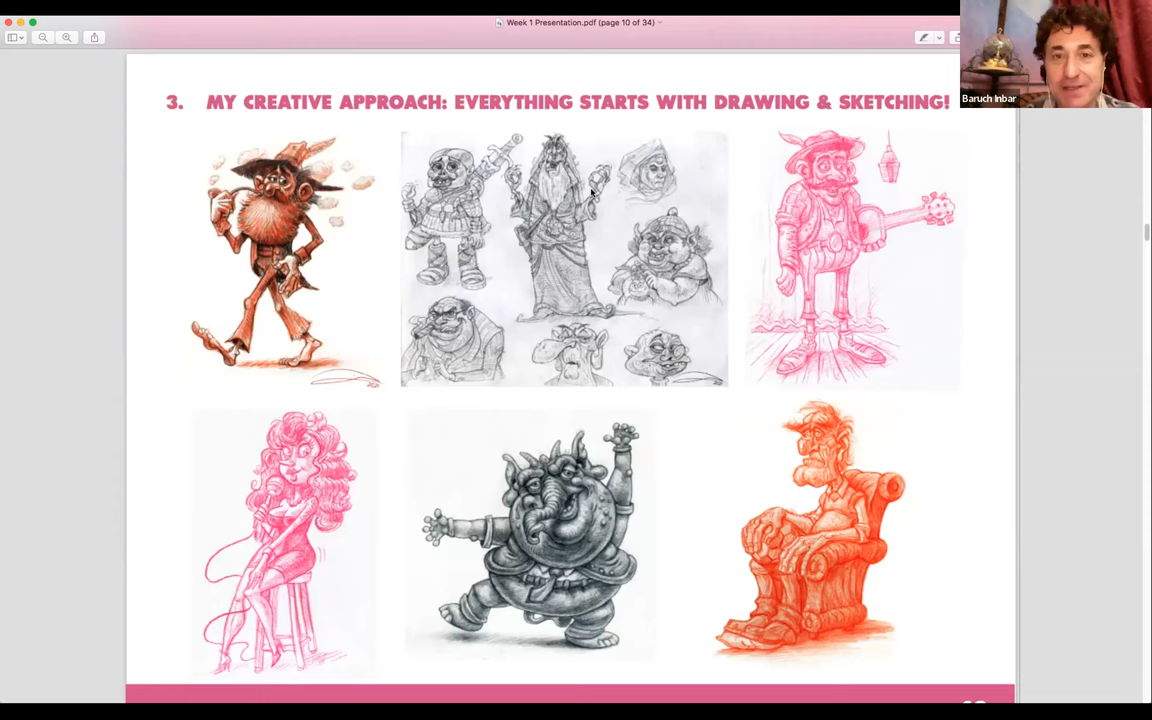 Week 1 Presentation.pdf (page 10 of 34)
Baruch Inbar
3. MY CREATIVE APPROACH: EVERYTHING STARTS WITH DRAWING & SKETCHING!